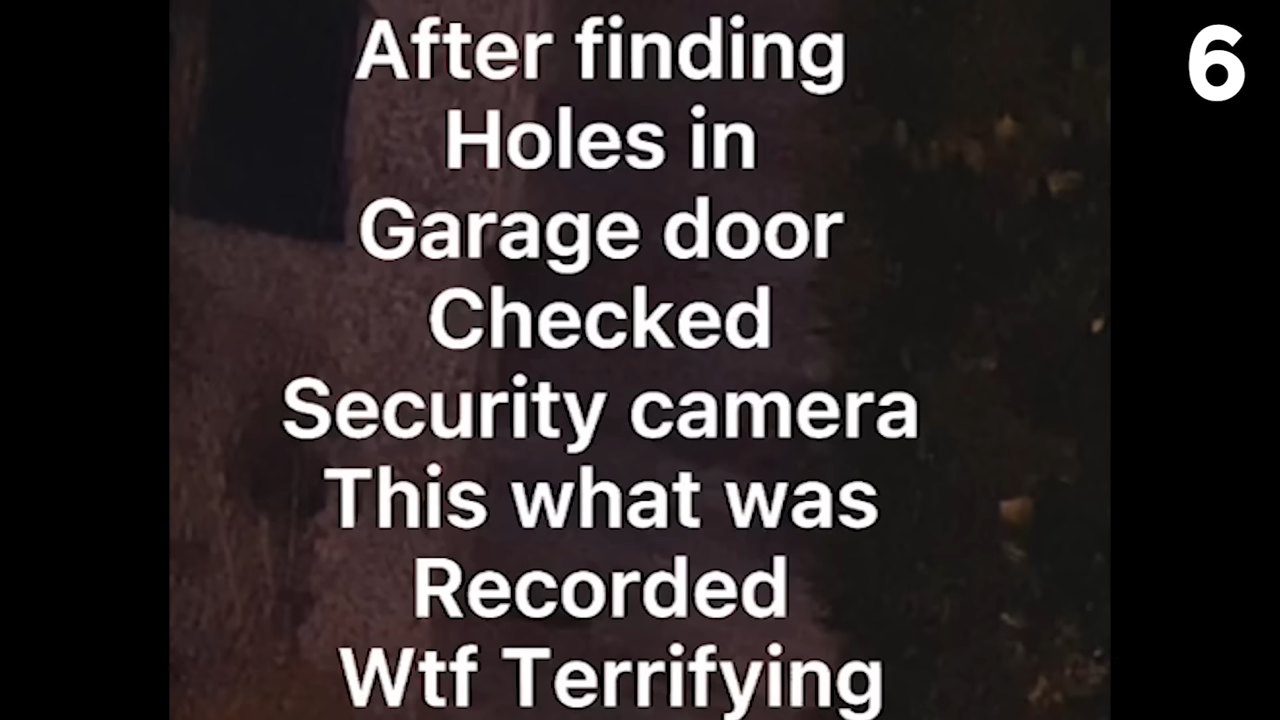 After finding
Holes in
Garage door
Checked
Security camera
This what was
Recorded
Wtf Terrifying
6